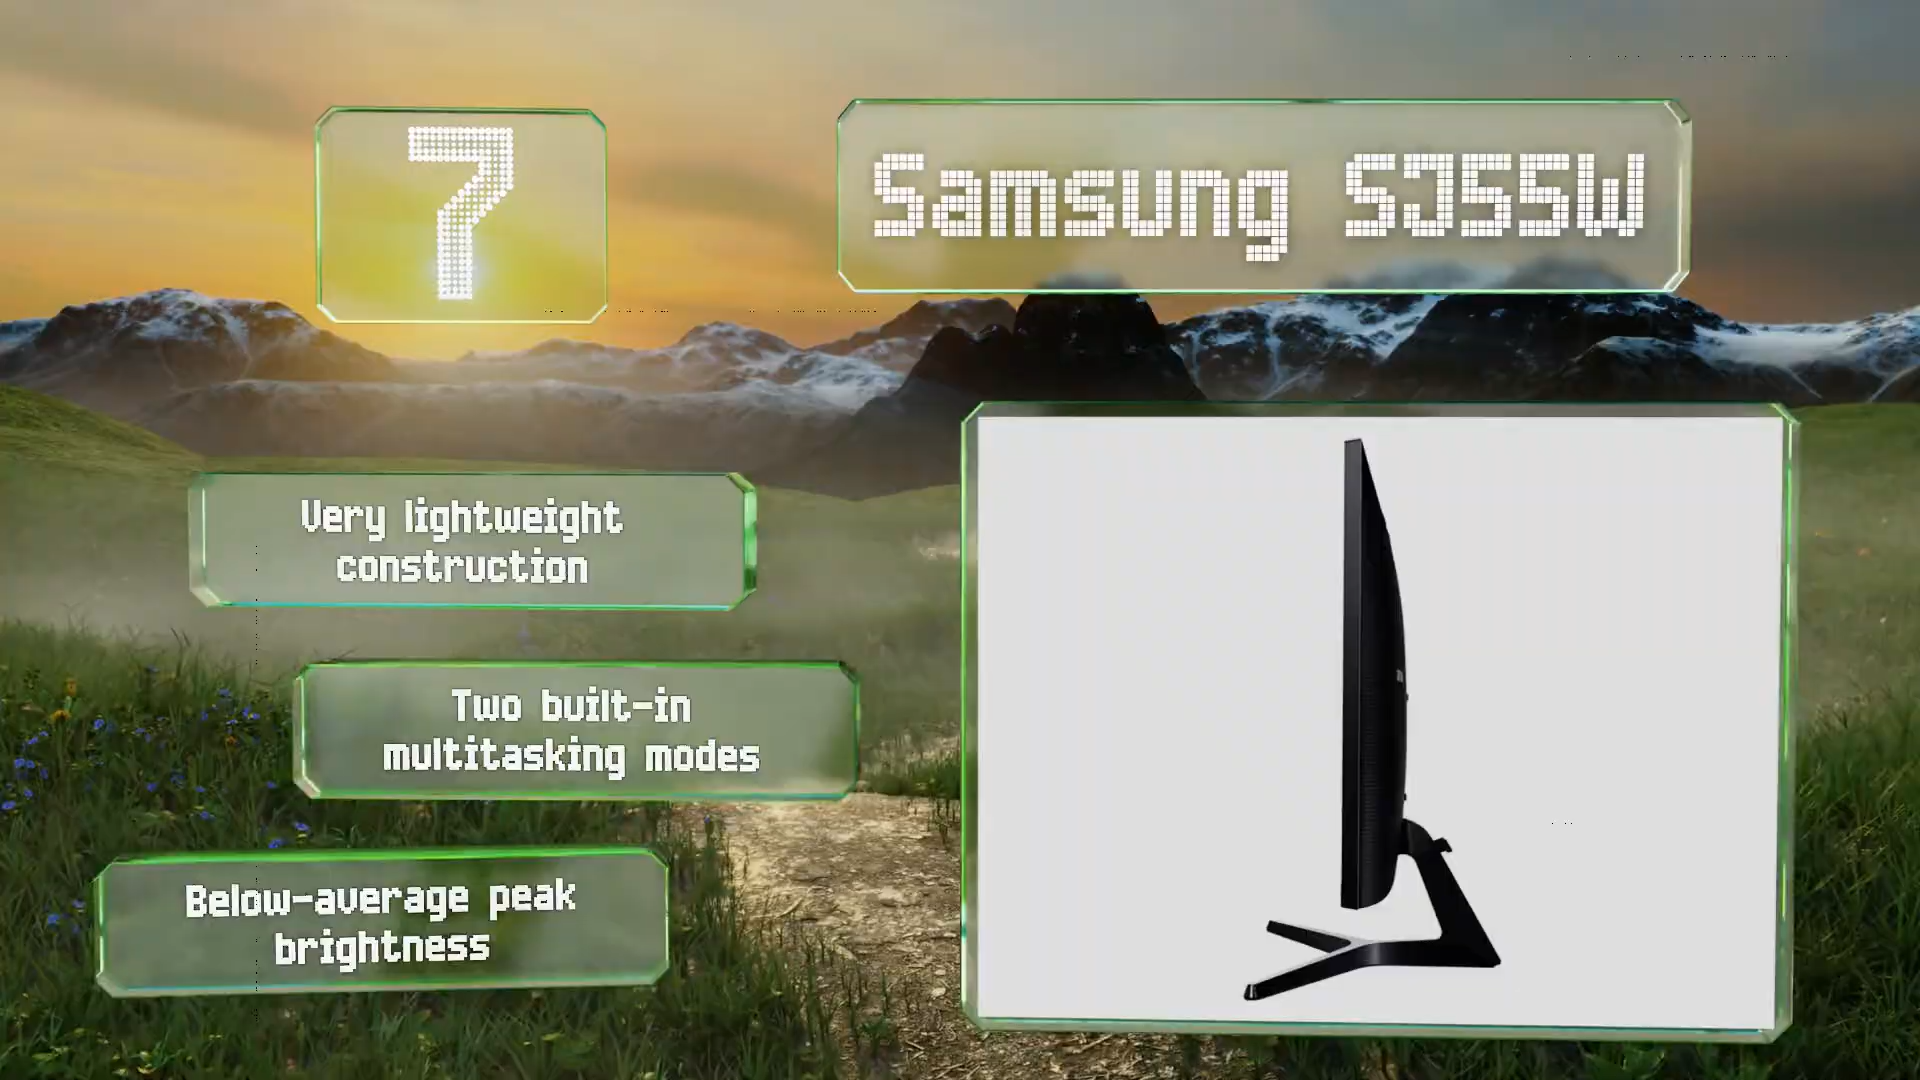 7
Samsung SJ55W
Very lightweight
construction
Two built-in
multitasking modes
Below-average peak
brightness